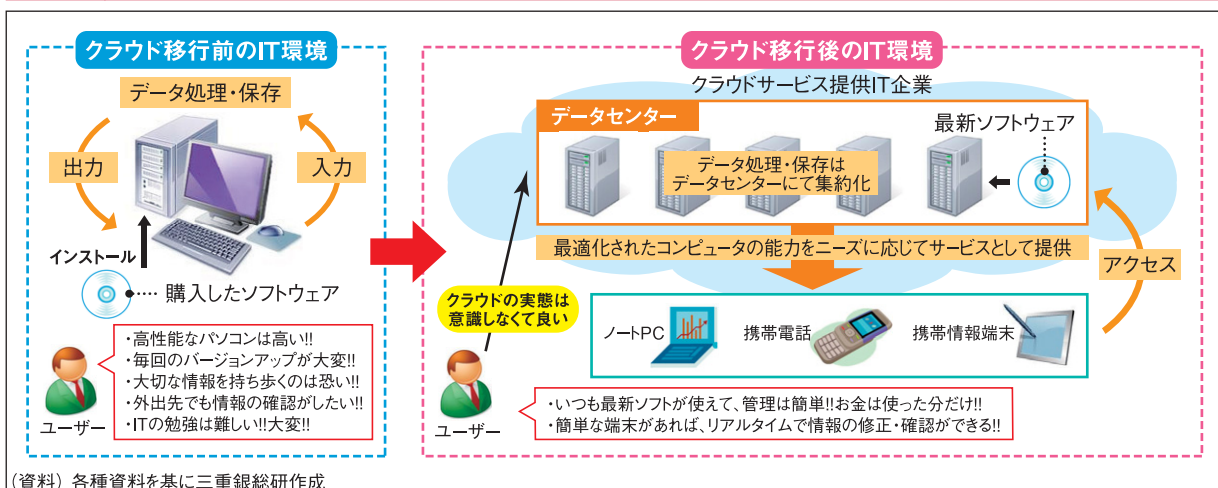 クラウド移行前のIT環境
データ処理・保存
出力
入力
インストール
購入したソフトウェア
・高性能なパソコンは高い!!
・毎回のバージョンアップが大変!!
・大切な情報を持ち歩くのは恐い!!
・外出先でも情報の確認がしたい!!
・ITの勉強は難しい!!大変!!
ユーザー
クラウド移行後のIT環境
クラウドサービス提供IT企業
データセンター
最新ソフトウェア
データ処理・保存は
データセンターにて集約化
最適化されたコンピュータの能力をニーズに応じてサービスとして提供
アクセス
クラウドの実態は
意識しなくて良い
ノートPC
携帯電話
携帯情報端末
ユーザー
・いつも最新ソフトが使えて、管理は簡単!!お金は使った分だけ!!
・簡単な端末があれば、リアルタイムで情報の修正・確認ができる!!
(資料) 各種資料を基に三重銀総研作成